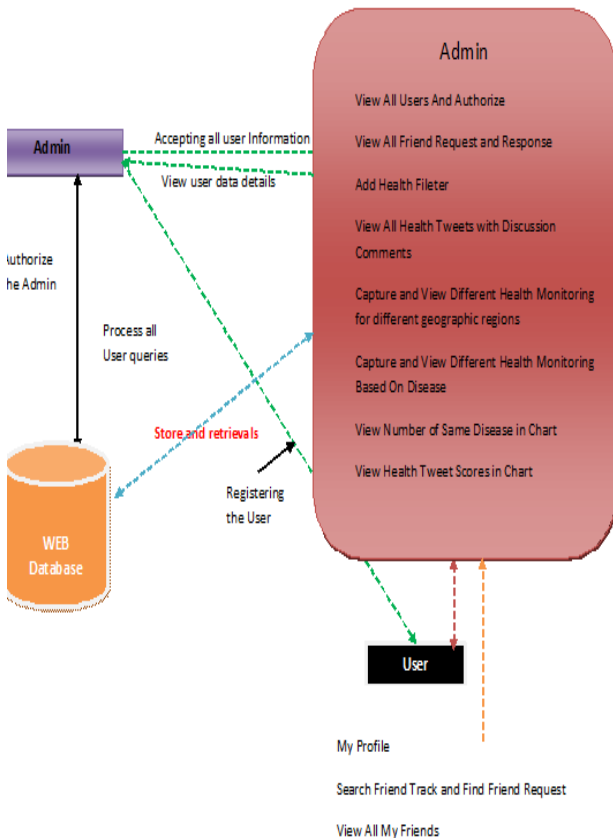 Admin
View All Users And Authorize
View All Friend Request and Response
Add Health Fileter
View All Health Tweets with Discussion
Comments
Capture and View Different Health Monitoring
for different geographic regions
Capture and View Different Health Monitoring
Based On Disease
View Number of Same Disease in Chart
View Health Tweet Scores in Chart
Admin
Accepting all user Information
View user data details
Authorize
the Admin
Process all
User queries
Store and retrievals
Registering
the User
WEB
Database
User
My Profile
Search Friend Track and Find Friend Request
View All My Friends